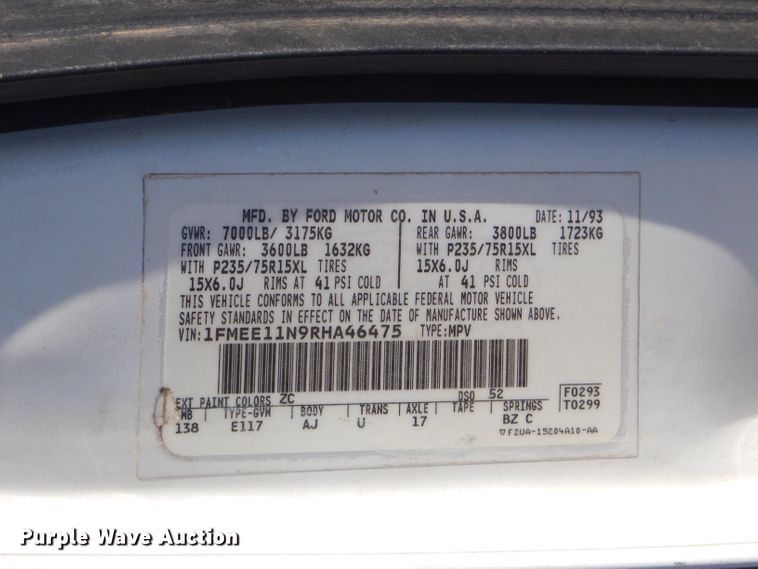 MFD. BY FORD MOTOR CO. IN U.S.A. DATE: 11/93
GVWR: 7000LB/ 3175KG REAR GAWR: 3800LB 1723KG
FRONT GAWR: 3600LB 1632KG WITH P235/75R15XL TIRES
WITH P235/75R15XL TIRES 15X6.0J RIMS
15X6.0J RIMS AT 41 PSI COLD AT 41 PSI COLD
THIS VEHICLE CONFORMS TO ALL APPLICABLE FEDERAL MOTOR VEHICLE
SAFETY STANDARDS IN EFFECT ON THE DATE OF MANUFACTURE SHOWN ABOVE.
VIN: 1FMEE11N9RHA46475 TYPE: MPV
EXT PAINT COLORS ZC DSO 52 F0293
WB TYPE-GVM BODY TRANS AXLE TAPE SPRINGS T0299
138 E117 AJ U 17 BZ C
F2UA-15204A10-AA
Purple Wave Auction